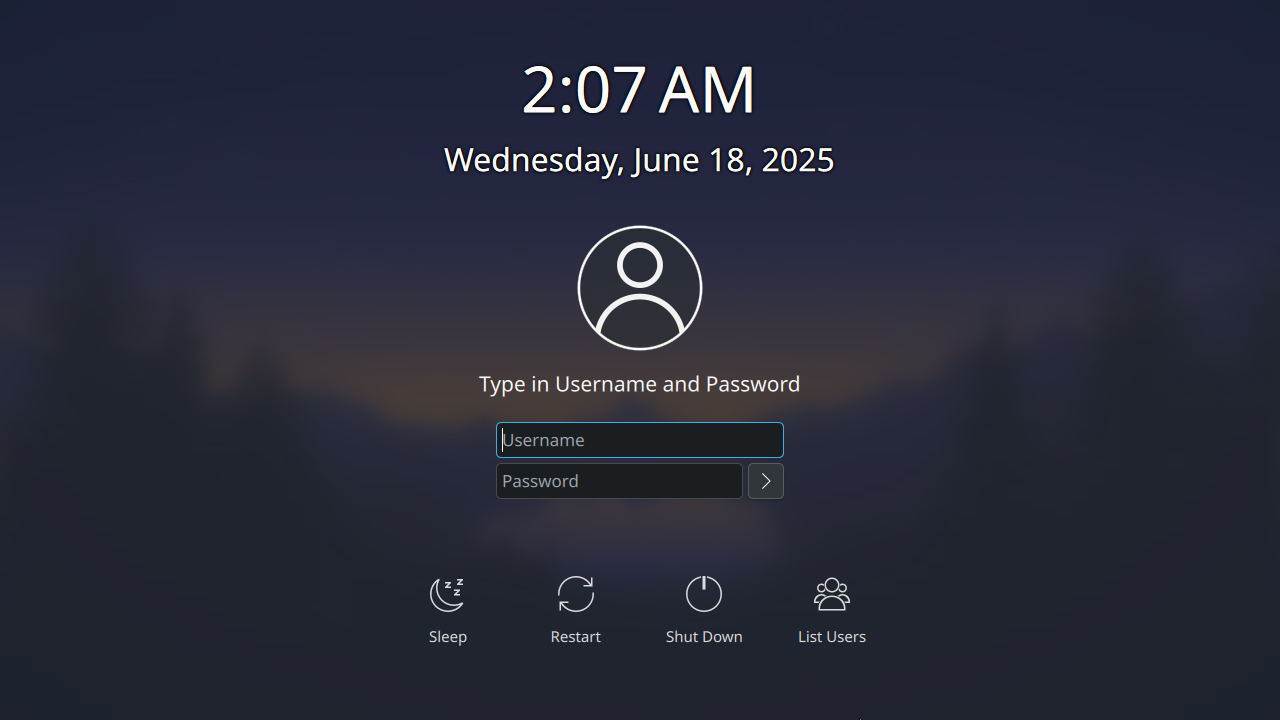 2:07 AM
Wednesday, June 18, 2025
Type in Username and Password
Username
Password
Sleep
Restart
Shut Down
List Users